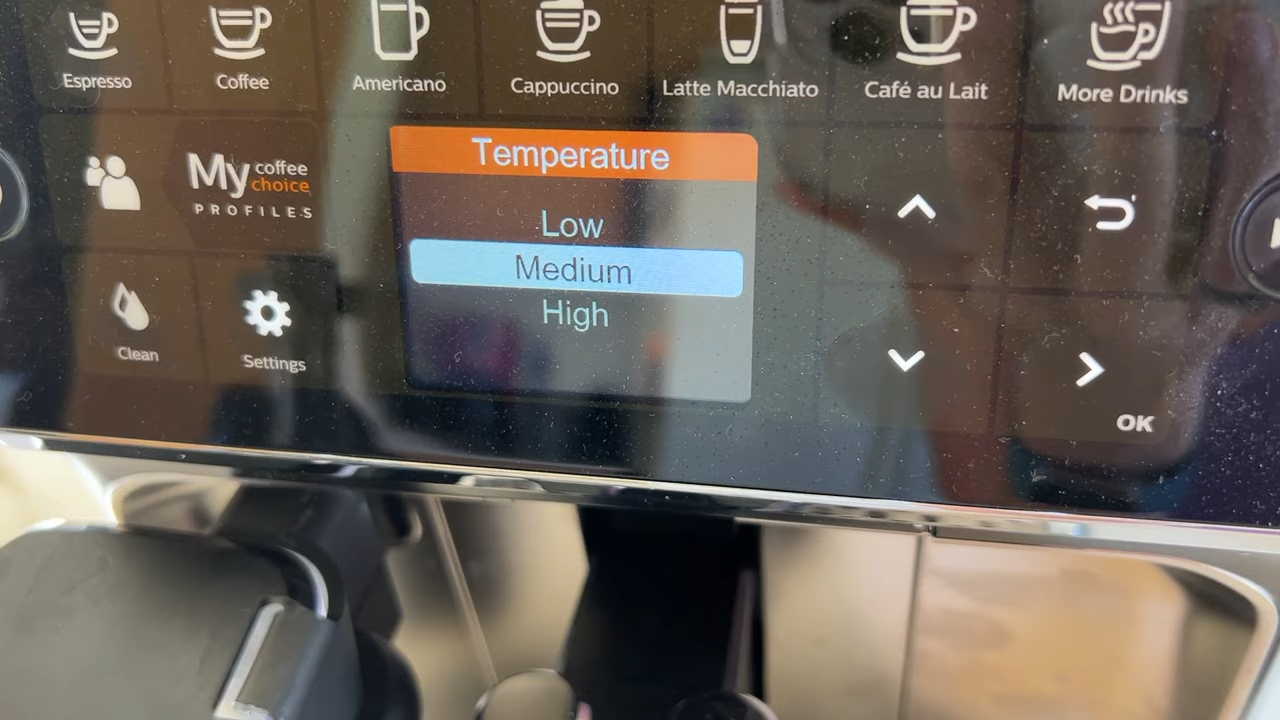 Espresso
Coffee
Americano
Cappuccino
Latte Macchiato
Café au Lait
More Drinks
My coffee choice
PROFILES
Temperature
Low
Medium
High
Clean
Settings
OK